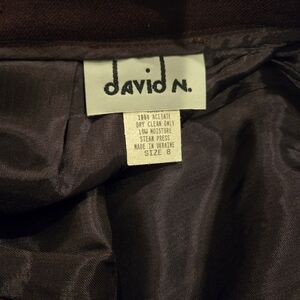 daviD N.
100% ACETATE
DRY CLEAN ONLY
LOW MOISTURE
STEAM PRESS
MADE IN UKRAINE
SIZE 8